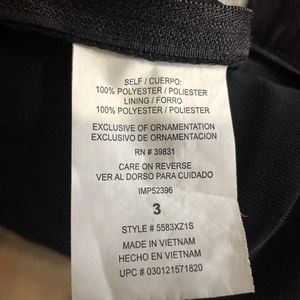 SELF / CUERPO:
100% POLYESTER / POLIESTER
LINING / FORRO
100% POLYESTER / POLIESTER
EXCLUSIVE OF ORNAMENTATION
EXCLUSIVO DE ORNAMENTACION
RN # 39831
CARE ON REVERSE
VER AL DORSO PARA CUIDADO
IMP52396
3
STYLE # 5583XZ1S
MADE IN VIETNAM
HECHO EN VIETNAM
UPC # 030121571820